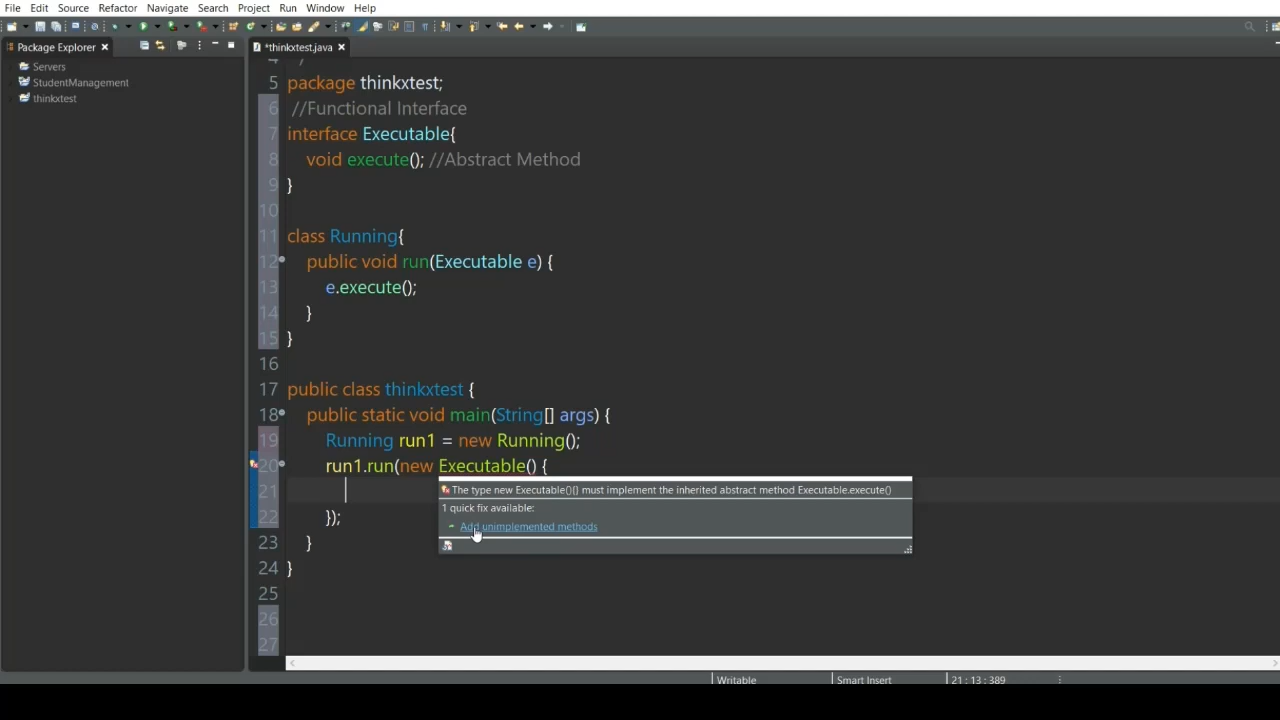 File Edit Source Refactor Navigate Search Project Run Window Help
Package Explorer
*thinkxtest.java
Servers
StudentManagement
thinkxtest
5 package thinkxtest;
6 //Functional Interface
7 interface Executable{
8 void execute(); //Abstract Method
9 }
10
11 class Running{
12 public void run(Executable e) {
13 e.execute();
14 }
15 }
16
17 public class thinkxtest {
18 public static void main(String[] args) {
19 Running run1 = new Running();
20 run1.run(new Executable() {
21
22 });
23 }
24 }
25
26
27
The type new Executable(){} must implement the inherited abstract method Executable.execute()
1 quick fix available:
Add unimplemented methods
Writable Smart Insert 21 : 13 : 389